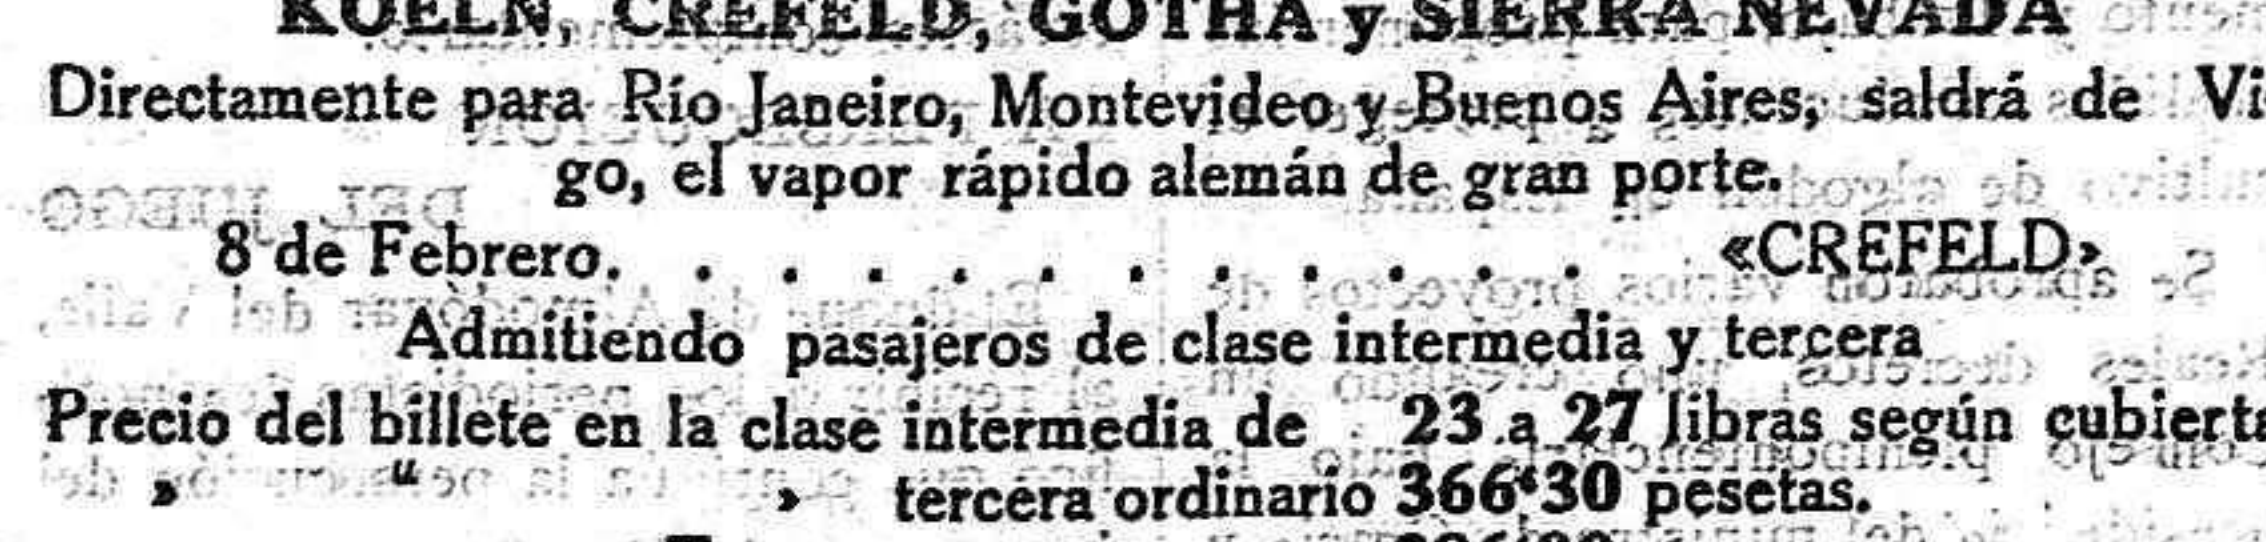 KOELN, CREFELD, GOTHA y SIERRA NEVADA
Directamente para Río Janeiro, Montevideo y Buenos Aires, saldrá de Vi-
go, el vapor rápido alemán de gran porte.
8 de Febrero. . . . . . . . . . . . «CREFELD»
Admitiendo pasajeros de clase intermedia y tercera
Precio del billete en la clase intermedia de 23 a 27 libras según cubierta
» “ » tercera ordinario 366‘30 pesetas.